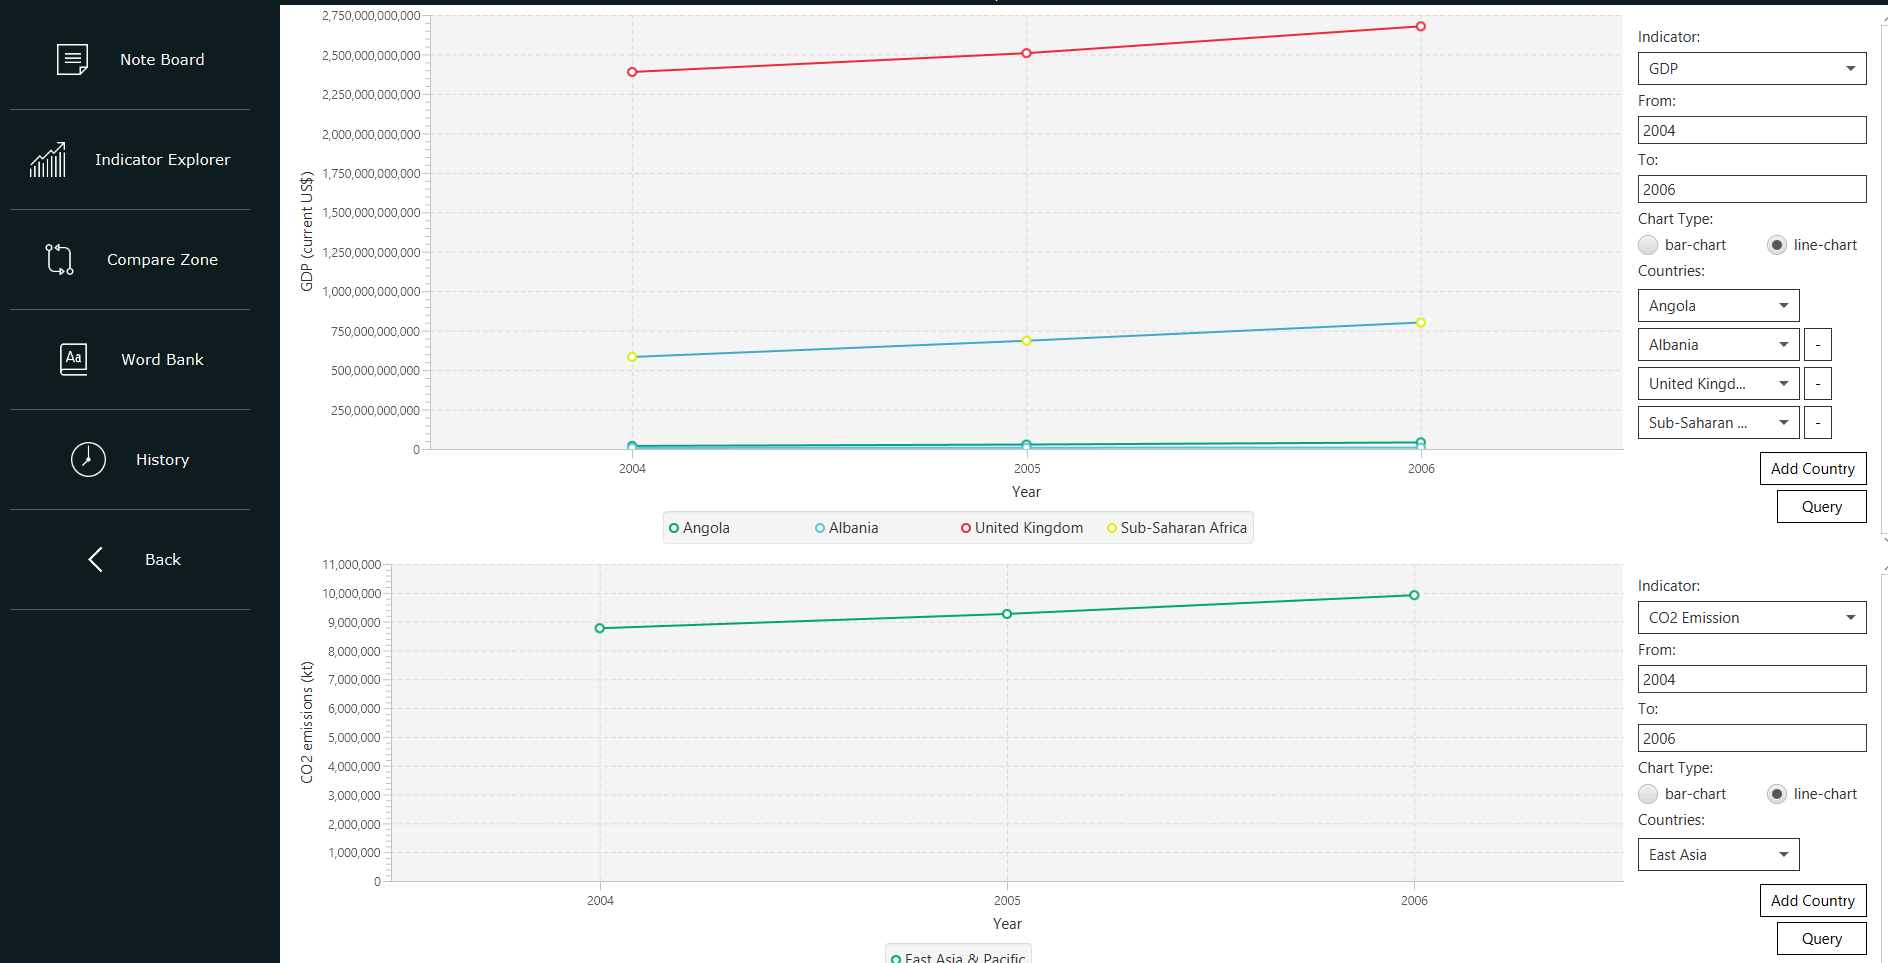 Note Board
Indicator Explorer
Compare Zone
Aa
Word Bank
History
Back
2,750,000,000,000
2,500,000,000,000
2,250,000,000,000
2,000,000,000,000
1,750,000,000,000
1,500,000,000,000
1,250,000,000,000
1,000,000,000,000
750,000,000,000
500,000,000,000
250,000,000,000
0
GDP (current US$)
2004 2005 2006
Year
Angola Albania United Kingdom Sub-Saharan Africa
Indicator:
GDP
From:
2004
To:
2006
Chart Type:
bar-chart line-chart
Countries:
Angola
Albania -
United Kingd... -
Sub-Saharan ... -
Add Country
Query
11,000,000
10,000,000
9,000,000
8,000,000
7,000,000
6,000,000
5,000,000
4,000,000
3,000,000
2,000,000
1,000,000
0
CO2 emissions (kt)
2004 2005 2006
Year
East Asia & Pacific
Indicator:
CO2 Emission
From:
2004
To:
2006
Chart Type:
bar-chart line-chart
Countries:
East Asia
Add Country
Query